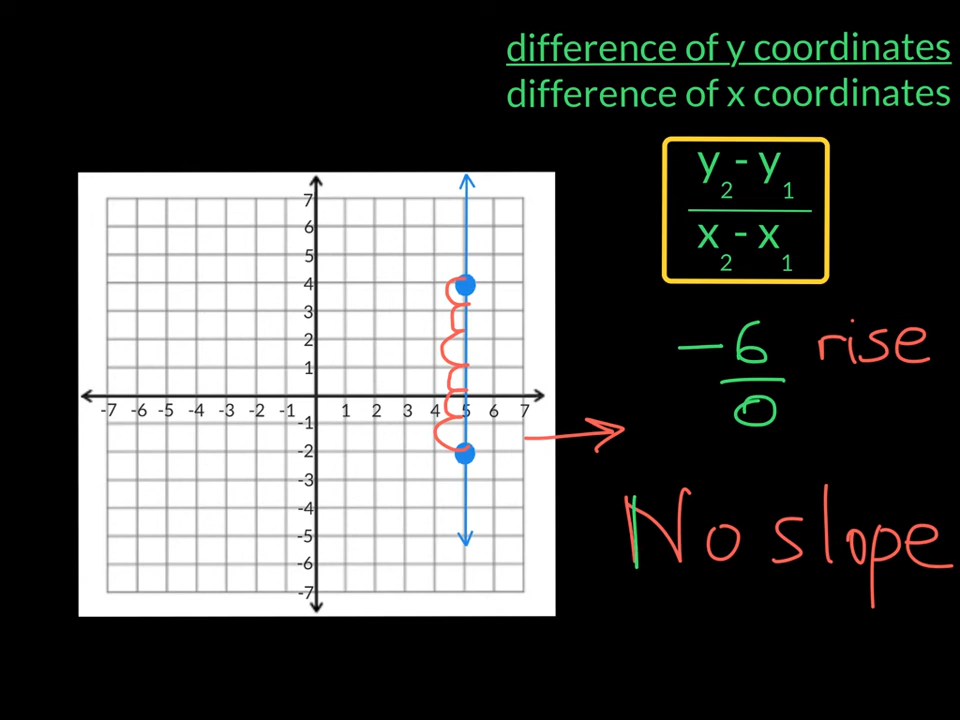 difference of y coordinates
difference of x coordinates
y2 - y1
x2 - x1
-6 rise
0
No slope
7
6
5
4
3
2
1
-7 -6 -5 -4 -3 -2 -1 1 2 3 4 5 6 7
-1
-2
-3
-4
-5
-6
-7